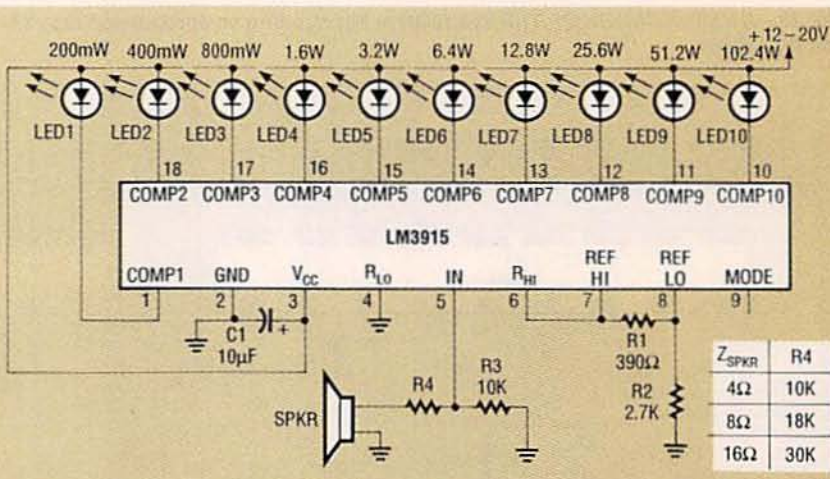 +12–20V
200mW 400mW 800mW 1.6W 3.2W 6.4W 12.8W 25.6W 51.2W 102.4W
LED1 LED2 LED3 LED4 LED5 LED6 LED7 LED8 LED9 LED10
18 17 16 15 14 13 12 11 10
COMP2 COMP3 COMP4 COMP5 COMP6 COMP7 COMP8 COMP9 COMP10
LM3915
REF REF
COMP1 GND VCC RLO IN RHI HI LO MODE
1 2 3 4 5 6 7 8 9
C1 +
10µF
R1
390Ω
R4 R3
10K
R2
2.7K
SPKR
ZSPKR R4
4Ω 10K
8Ω 18K
16Ω 30K